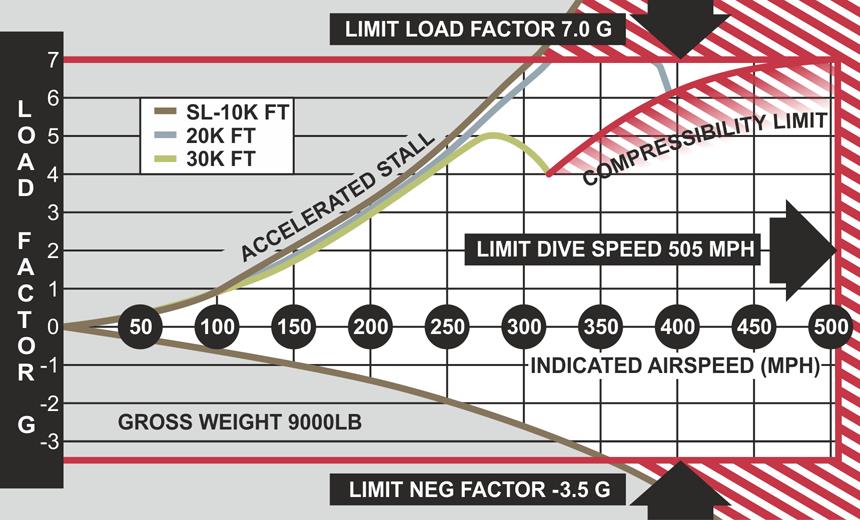 LIMIT LOAD FACTOR 7.0 G
LOAD FACTOR G
7
6
5
4
3
2
1
0
-1
-2
-3
SL-10K FT
20K FT
30K FT
ACCELERATED STALL
COMPRESSIBILITY LIMIT
LIMIT DIVE SPEED 505 MPH
50 100 150 200 250 300 350 400 450 500
INDICATED AIRSPEED (MPH)
GROSS WEIGHT 9000LB
LIMIT NEG FACTOR -3.5 G